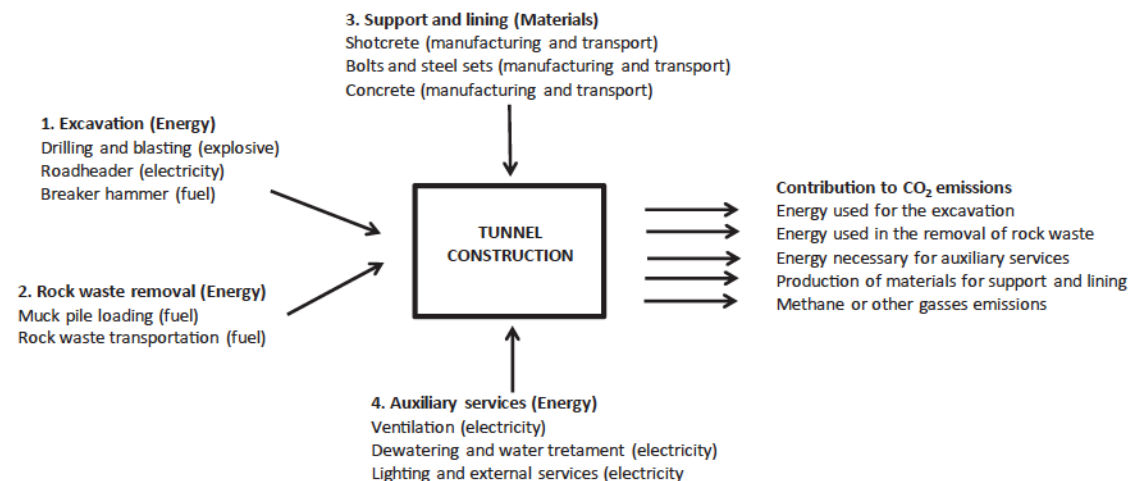 3. Support and lining (Materials)
Shotcrete (manufacturing and transport)
Bolts and steel sets (manufacturing and transport)
Concrete (manufacturing and transport)
1. Excavation (Energy)
Drilling and blasting (explosive)
Roadheader (electricity)
Breaker hammer (fuel)
TUNNEL
CONSTRUCTION
Contribution to CO₂ emissions
Energy used for the excavation
Energy used in the removal of rock waste
Energy necessary for auxiliary services
Production of materials for support and lining
Methane or other gasses emissions
2. Rock waste removal (Energy)
Muck pile loading (fuel)
Rock waste transportation (fuel)
4. Auxiliary services (Energy)
Ventilation (electricity)
Dewatering and water tretament (electricity)
Lighting and external services (electricity